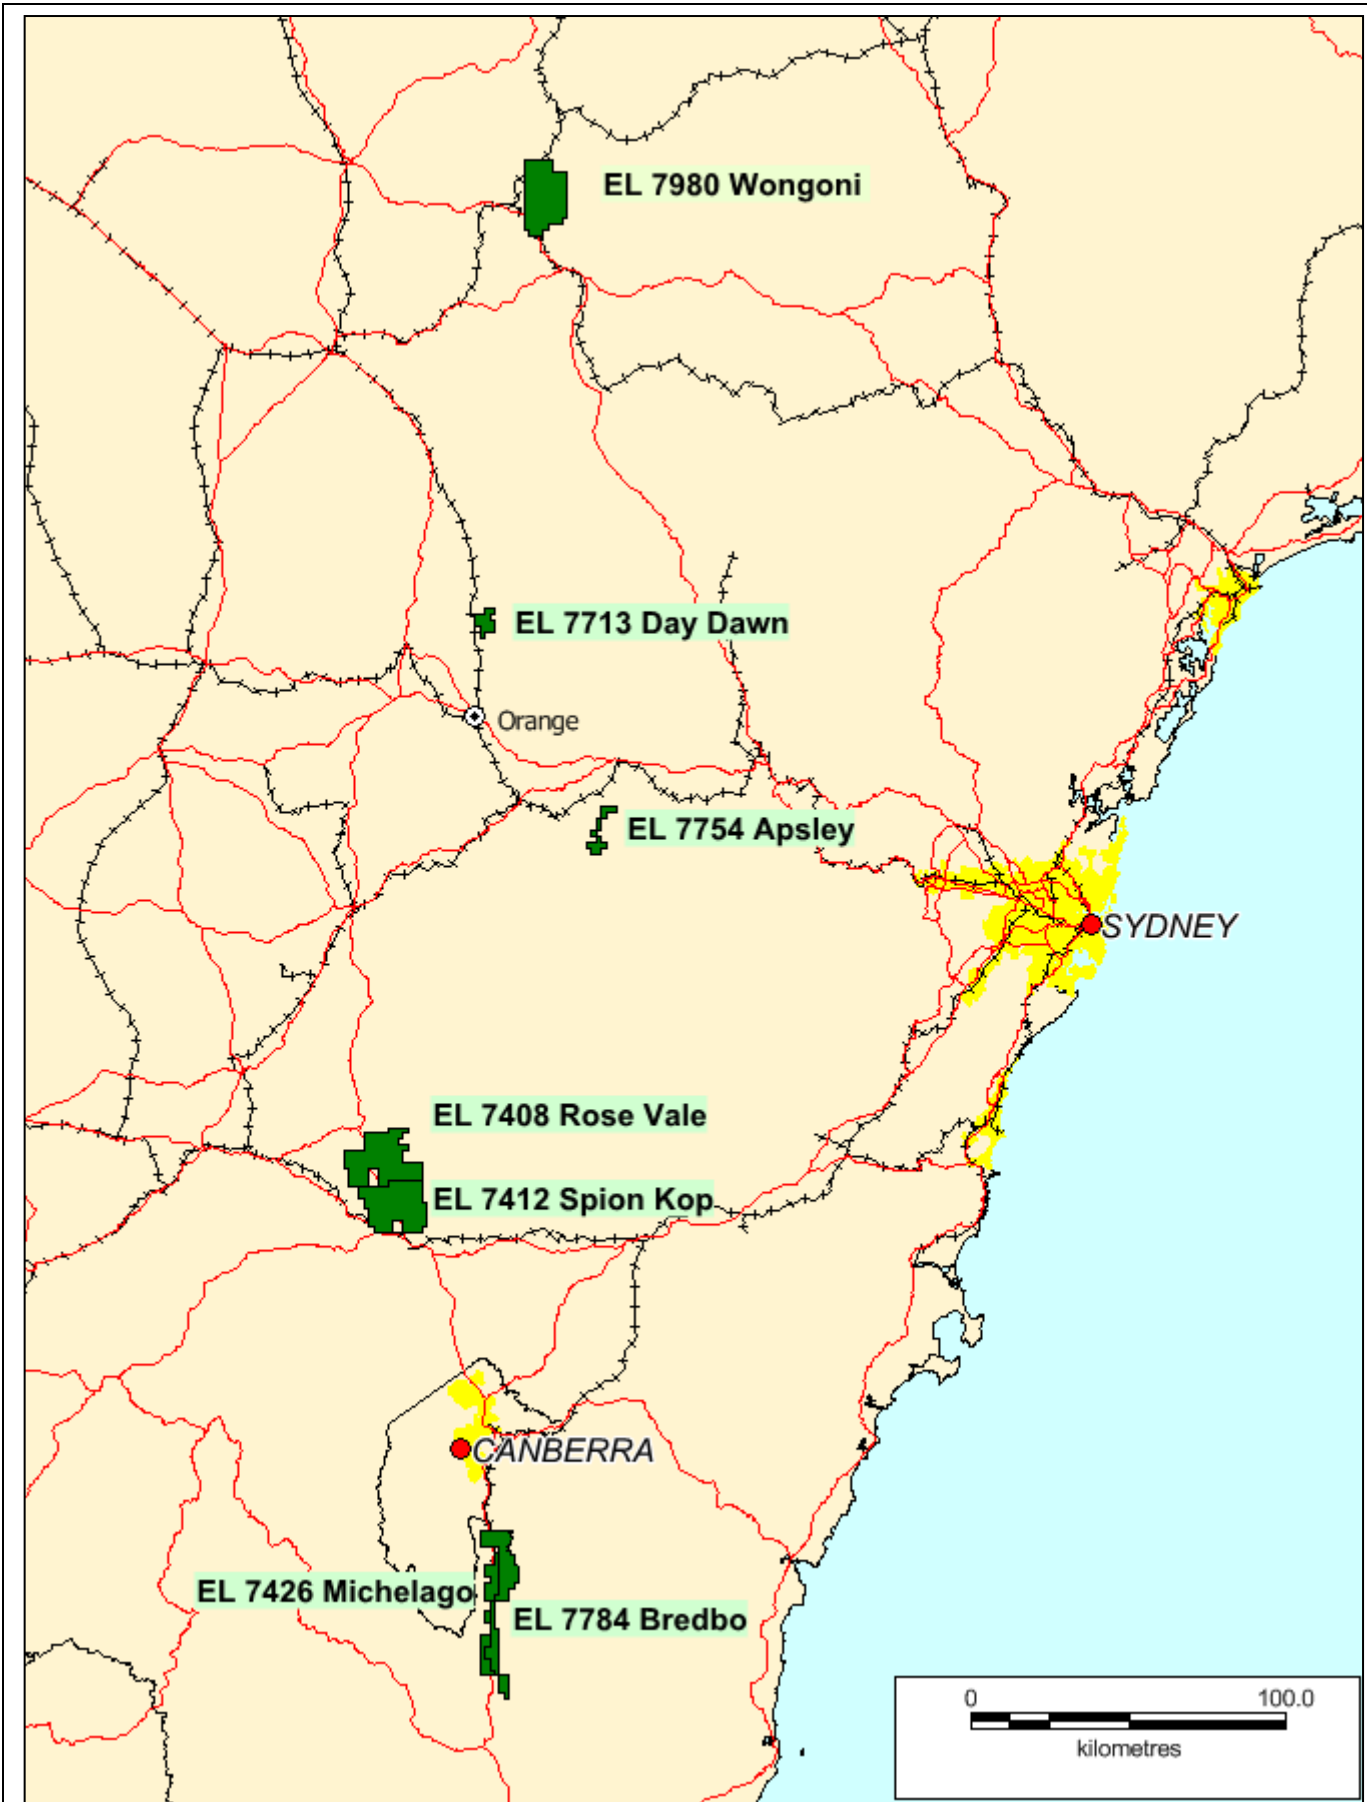 EL 7980 Wongoni
EL 7713 Day Dawn
Orange
EL 7754 Apsley
SYDNEY
EL 7408 Rose Vale
EL 7412 Spion Kop
CANBERRA
EL 7426 Michelago
EL 7784 Bredbo
0 100.0
kilometres